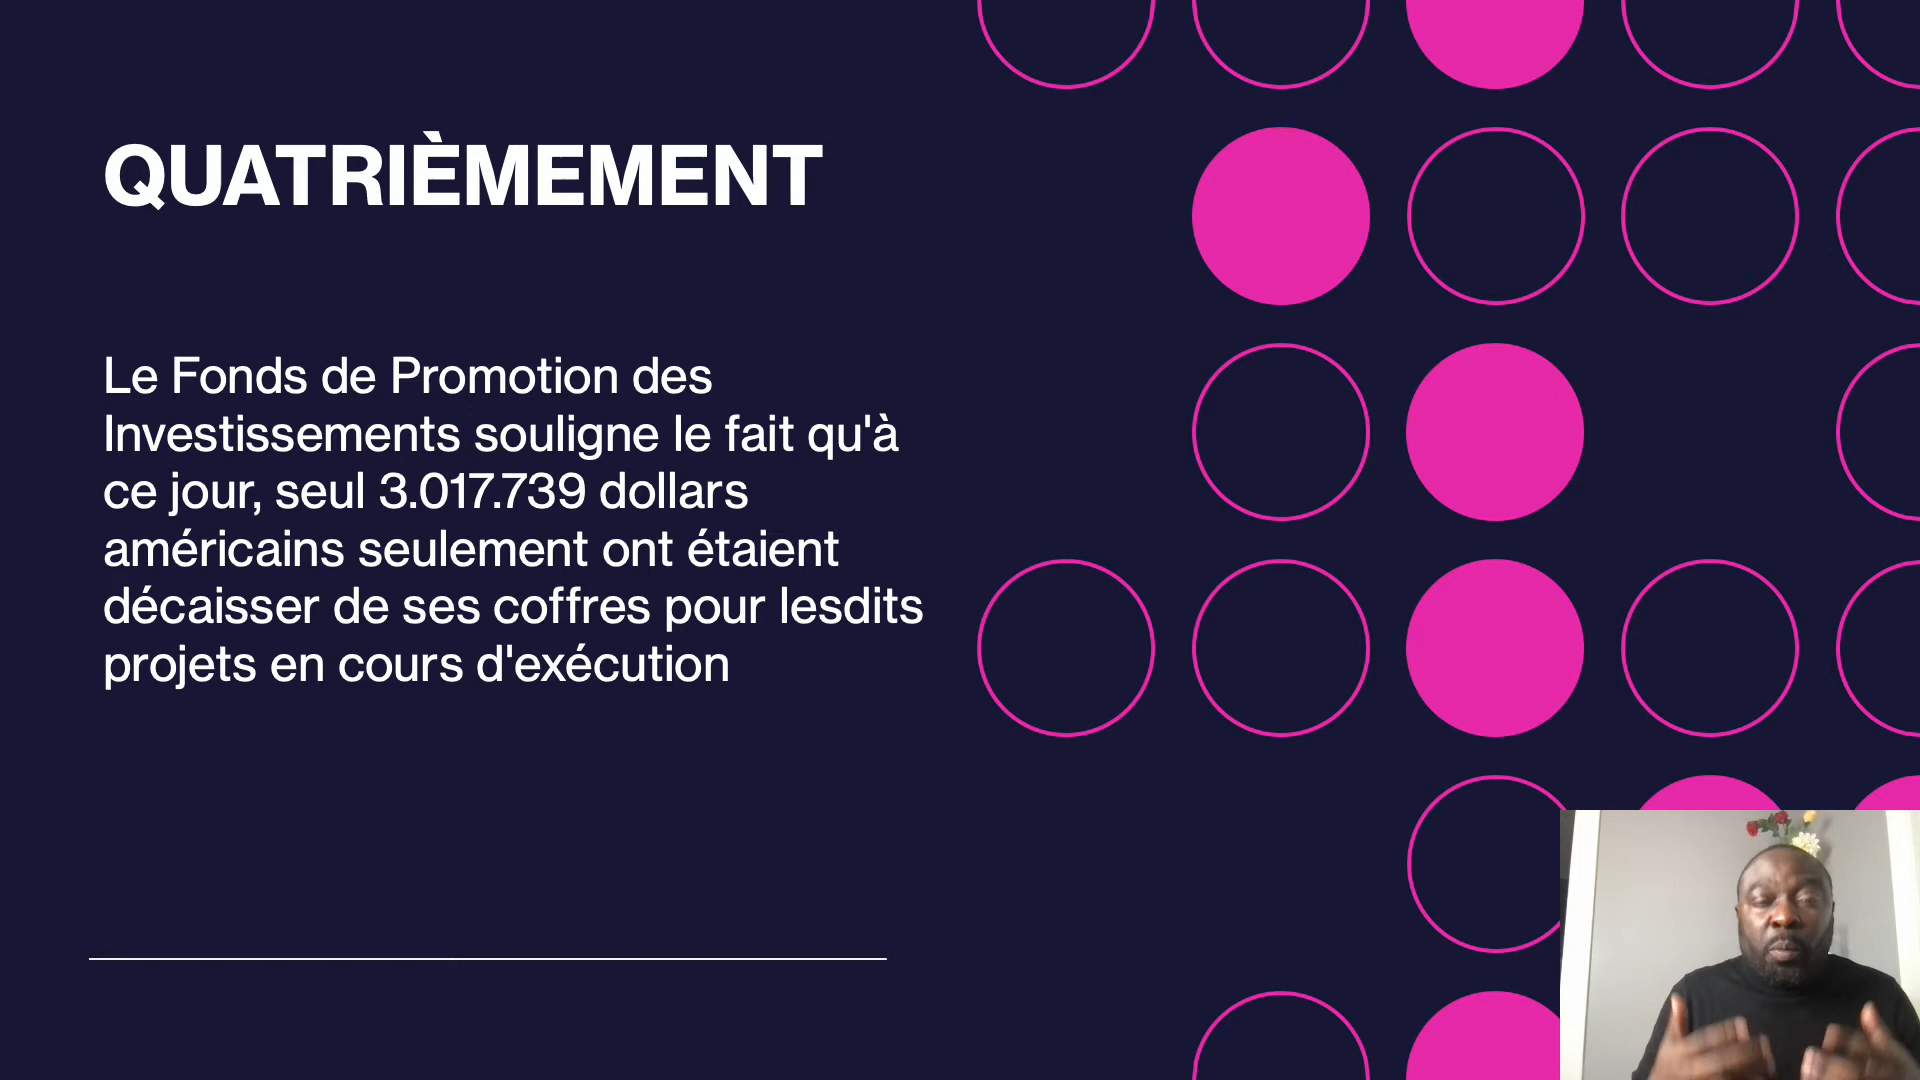 QUATRIÈMEMENT
Le Fonds de Promotion des
Investissements souligne le fait qu'à
ce jour, seul 3.017.739 dollars
américains seulement ont étaient
décaisser de ses coffres pour lesdits
projets en cours d'exécution